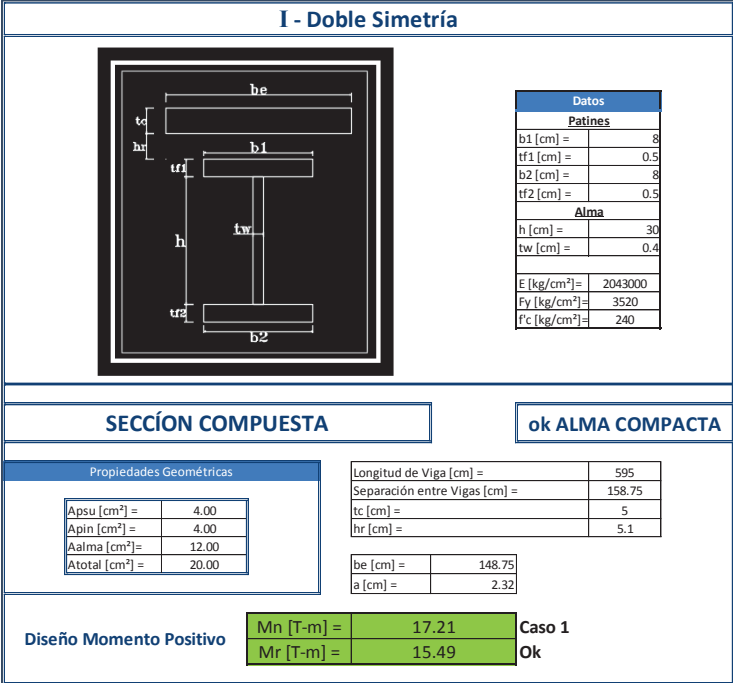 I - Doble Simetría
be
tc
hr
b1
tf1
tw
h
tf2
b2
Datos
Patines
b1 [cm] = 8
tf1 [cm] = 0.5
b2 [cm] = 8
tf2 [cm] = 0.5
Alma
h [cm] = 30
tw [cm] = 0.4
E [kg/cm²]= 2043000
Fy [kg/cm²]= 3520
f'c [kg/cm²]= 240
SECCÍON COMPUESTA
ok ALMA COMPACTA
Propiedades Geométricas
Apsu [cm²] = 4.00
Apin [cm²] = 4.00
Aalma [cm²]= 12.00
Atotal [cm²] = 20.00
Longitud de Viga [cm] = 595
Separación entre Vigas [cm] = 158.75
tc [cm] = 5
hr [cm] = 5.1
be [cm] = 148.75
a [cm] = 2.32
Diseño Momento Positivo
Mn [T-m] = 17.21 Caso 1
Mr [T-m] = 15.49 Ok